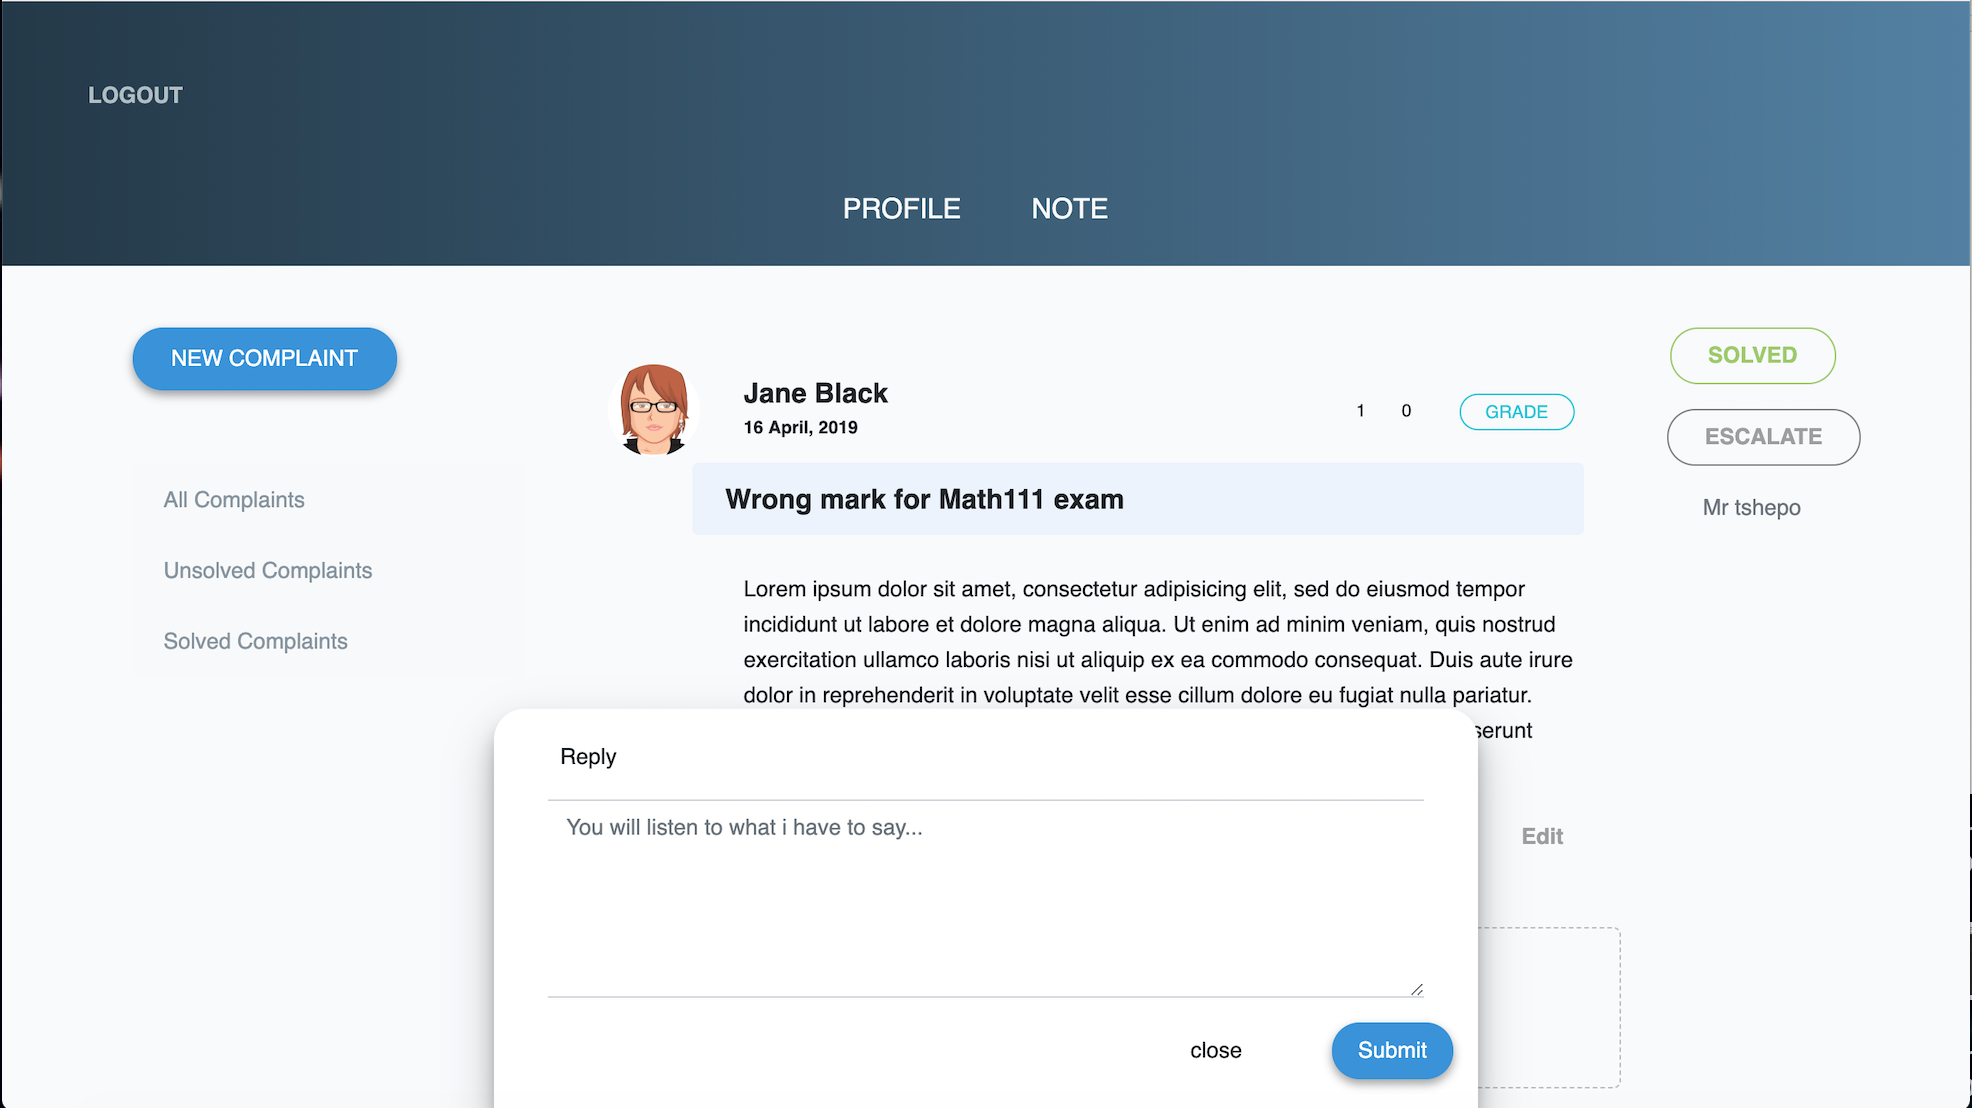 LOGOUT
PROFILE NOTE
NEW COMPLAINT
All Complaints
Unsolved Complaints
Solved Complaints
Jane Black
16 April, 2019
1 0 GRADE
Wrong mark for Math111 exam
Lorem ipsum dolor sit amet, consectetur adipisicing elit, sed do eiusmod tempor
incididunt ut labore et dolore magna aliqua. Ut enim ad minim veniam, quis nostrud
exercitation ullamco laboris nisi ut aliquip ex ea commodo consequat. Duis aute irure
dolor in reprehenderit in voluptate velit esse cillum dolore eu fugiat nulla pariatur.
serunt
Edit
SOLVED
ESCALATE
Mr tshepo
Reply
You will listen to what i have to say...
close
Submit